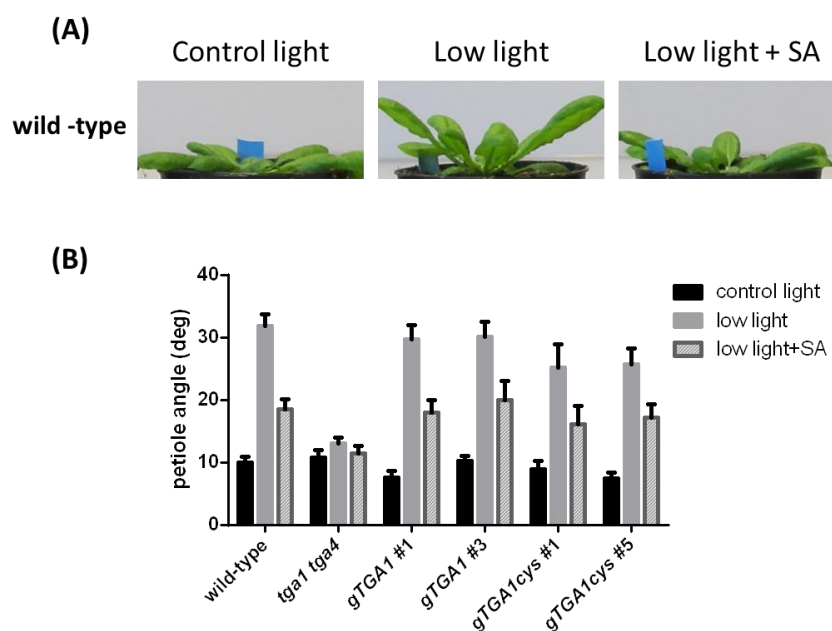 (A)
Control light
Low light
Low light + SA
wild -type
(B)
petiole angle (deg)
40
30
20
10
0
control light
low light
low light+SA
wild-type
tga1 tga4
gTGA1 #1
gTGA1 #3
gTGA1cys #1
gTGA1cys #5